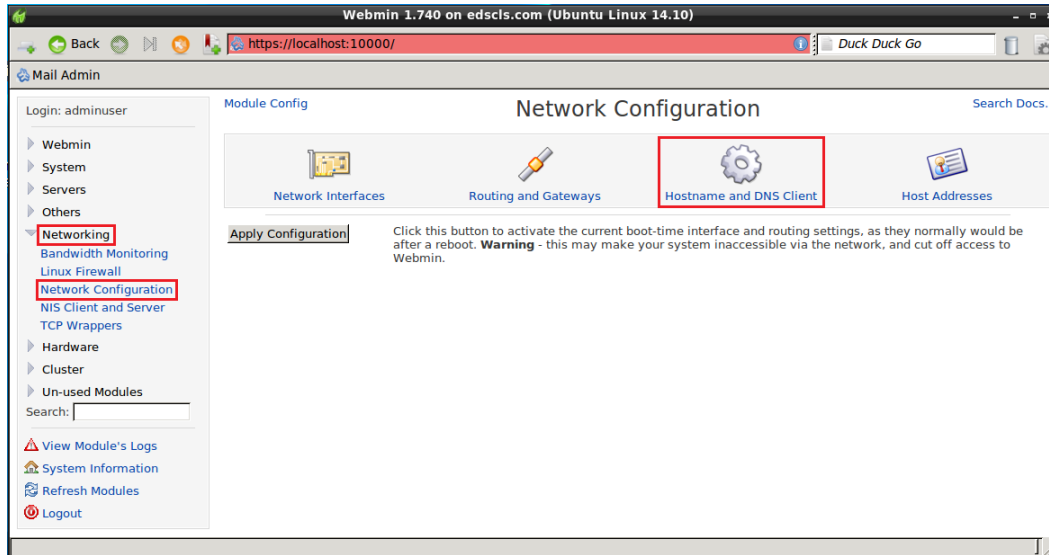 Webmin 1.740 on edscls.com (Ubuntu Linux 14.10)
Back
https://localhost:10000/
Duck Duck Go
Mail Admin
Login: adminuser
Webmin
System
Servers
Others
Networking
Bandwidth Monitoring
Linux Firewall
Network Configuration
NIS Client and Server
TCP Wrappers
Hardware
Cluster
Un-used Modules
Search:
View Module's Logs
System Information
Refresh Modules
Logout
Module Config
Network Configuration
Search Docs..
Network Interfaces
Routing and Gateways
Hostname and DNS Client
Host Addresses
Apply Configuration
Click this button to activate the current boot-time interface and routing settings, as they normally would be
after a reboot. Warning - this may make your system inaccessible via the network, and cut off access to
Webmin.